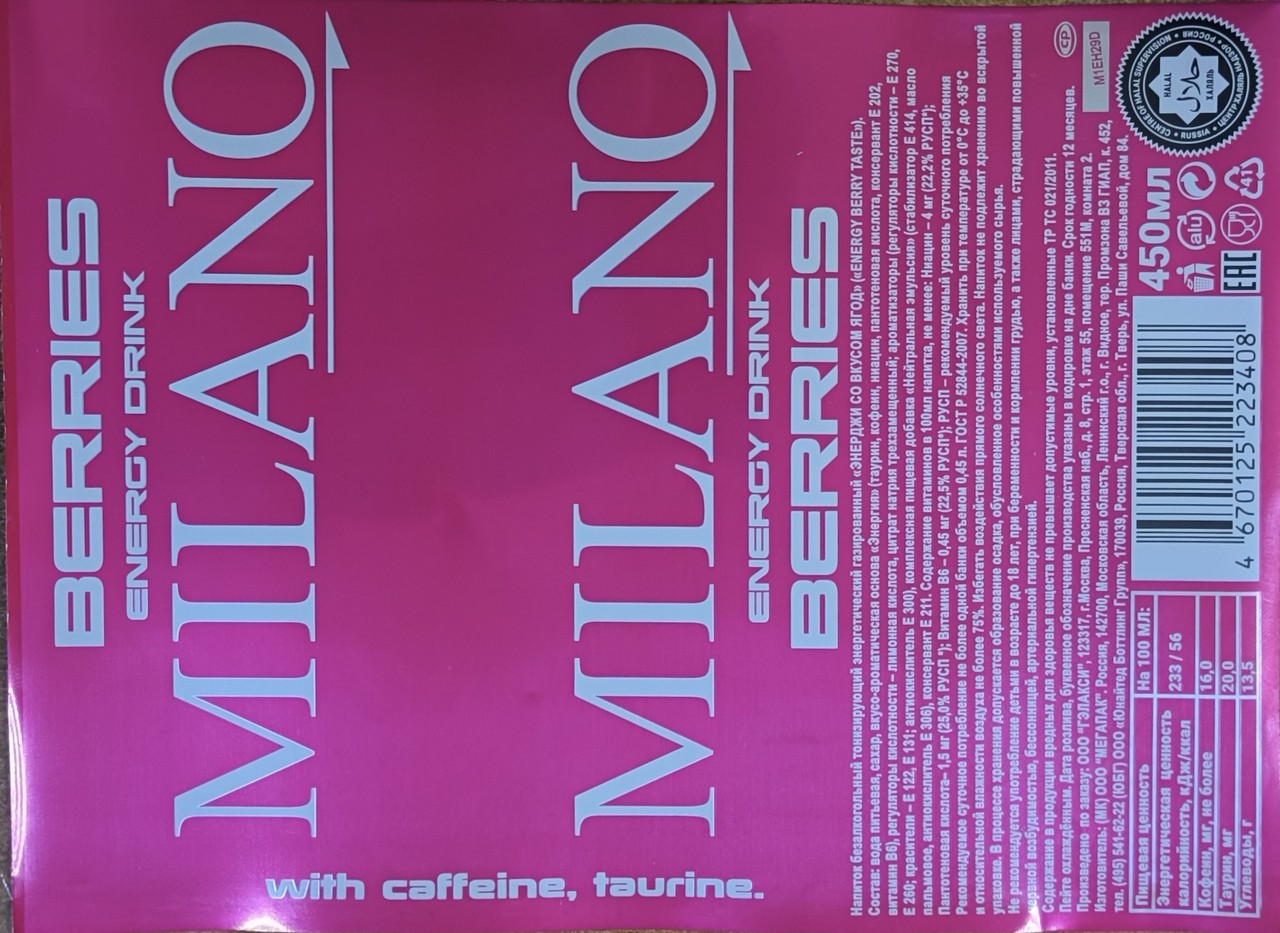 BERRIES
ENERGY DRINK
MILANO
MILANO
ENERGY DRINK
BERRIES
with caffeine, taurine.
Напиток безалкогольный тонизирующий энергетический газированный «ЭНЕРДЖИ СО ВКУСОМ ЯГОД» («ENERGY BERRY TASTE»).
Состав: вода питьевая, сахар, вкусо-ароматическая основа «Энергия» (таурин, кофеин, ниацин, пантотеновая кислота, консервант Е 202,
витамин В6), регуляторы кислотности – лимонная кислота, цитрат натрия трехзамещенный; ароматизаторы (регуляторы кислотности – Е 270,
Е 260; красители – Е 122, Е 131; антиокислитель Е 300), комплексная пищевая добавка «Нейтральная эмульсия» (стабилизатор Е 414, масло
пальмовое, антиокислитель Е 306), консервант Е 211. Содержание витаминов в 100мл напитка, не менее: Ниацин – 4 мг (22,2% РУСП*);
Пантотеновая кислота– 1,5 мг (25,0% РУСП *); Витамин В6 – 0,45 мг (22,5% РУСП*); РУСП – рекомендуемый уровень суточного потребления
Рекомендуемое суточное потребление не более одной банки объемом 0,45 л. ГОСТ Р 52844-2007. Хранить при температуре от 0°С до +35°С
и относительной влажности воздуха не более 75%. Избегать воздействия прямого солнечного света. Напиток не подлежит хранению во вскрытой
упаковке. В процессе хранения допускается образование осадка, обусловленное особенностями используемого сырья.
Не рекомендуется употребление детьми в возрасте до 18 лет, при беременности и кормлении грудью, а также лицами, страдающими повышенной
нервной возбудимостью, бессонницей, артериальной гипертензией.
Содержание в продукции вредных для здоровья веществ не превышает допустимые уровни, установленные ТР ТС 021/2011.
Пейте охлаждённым. Дата розлива, буквенное обозначение производства указаны в кодировке на дне банки. Срок годности 12 месяцев.
Произведено по заказу: ООО "ГЭЛАКСИ", 123317, г.Москва, Пресненская наб., д. 8, стр. 1, этаж 55, помещение 551М, комната 2.
Изготовитель: (МК) ООО "МЕГАПАК". Россия, 142700, Московская область, Ленинский г.о., г. Видное, тер. Промзона ВЗ ГИАП, к. 452,
тел. (495) 541-62-22 (ЮБГ) ООО «Юнайтед Боттлинг Групп», 170039, Россия, Тверская обл., г. Тверь, ул. Паши Савельевой, дом 84.
CP
M1EH29D
Пищевая ценность На 100 МЛ:
Энергетическая ценность
калорийность, кДж/ккал 233 / 56
Кофеин, мг, не более 16,0
Таурин, мг 20,0
Углеводы, г 13,5
4 670125 223408
450мл
alu
EAC
41
CENTRE OF HALAL SUPERVISION • RUSSIA • ЦЕНТР ХАЛЯЛЬ НАДЗОР • РОССИЯ
HALAL
حلال
ХАЛЯЛЬ